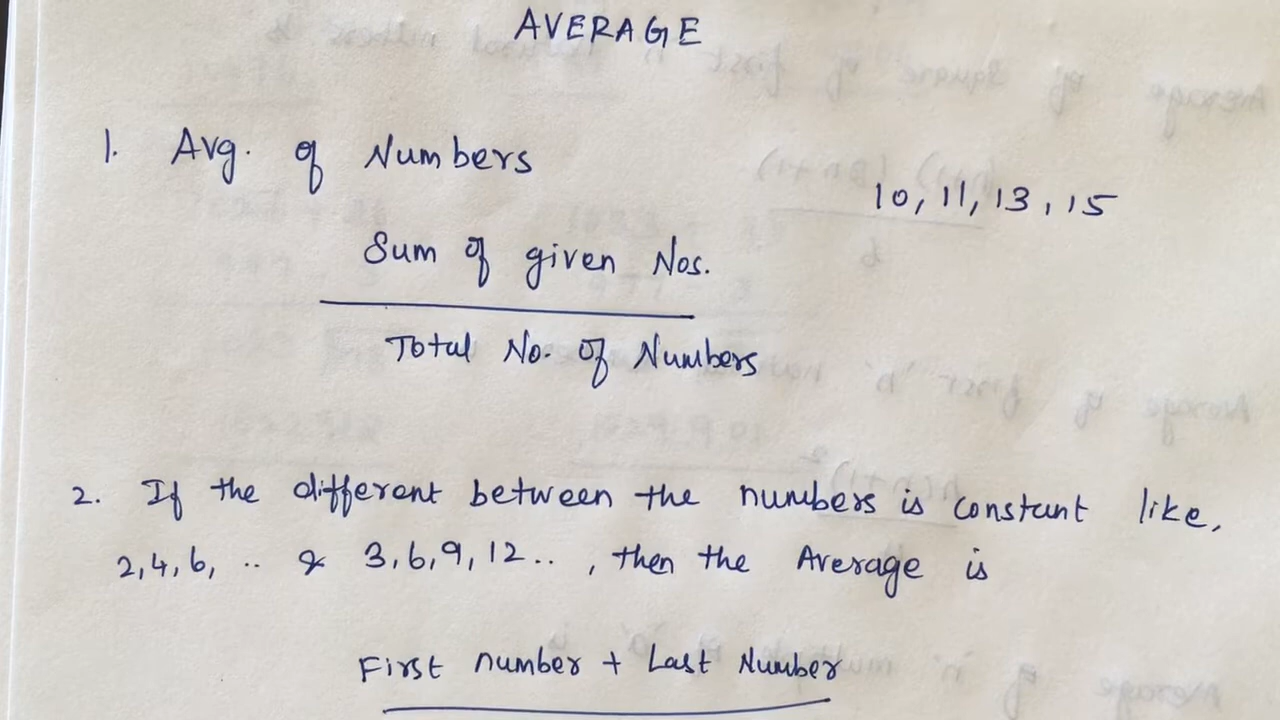 AVERAGE
1. Avg. of Numbers
10, 11, 13, 15
Sum of given Nos.
Total No. of Numbers
2. If the different between the numbers is constant like,
2,4,6, .. & 3,6,9,12.. , then the Average is
First number + Last Number